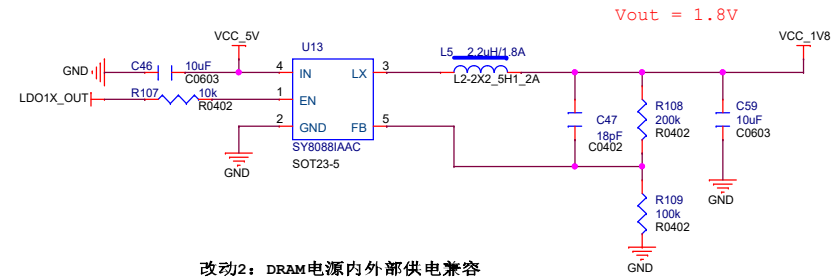 Vout = 1.8V
VCC_5V
VCC_1V8
U13
C46
10uF
C0603
GND
4
IN
LX
3
L5
2.2uH/1.8A
L2-2X2_5H1_2A
LDO1X_OUT
R107
10k
R0402
1
EN
2
GND
FB
5
SY8088IAAC
SOT23-5
GND
C47
18pF
C0402
R108
200k
R0402
C59
10uF
C0603
GND
R109
100k
R0402
GND
改动2: DRAM电源内外部供电兼容